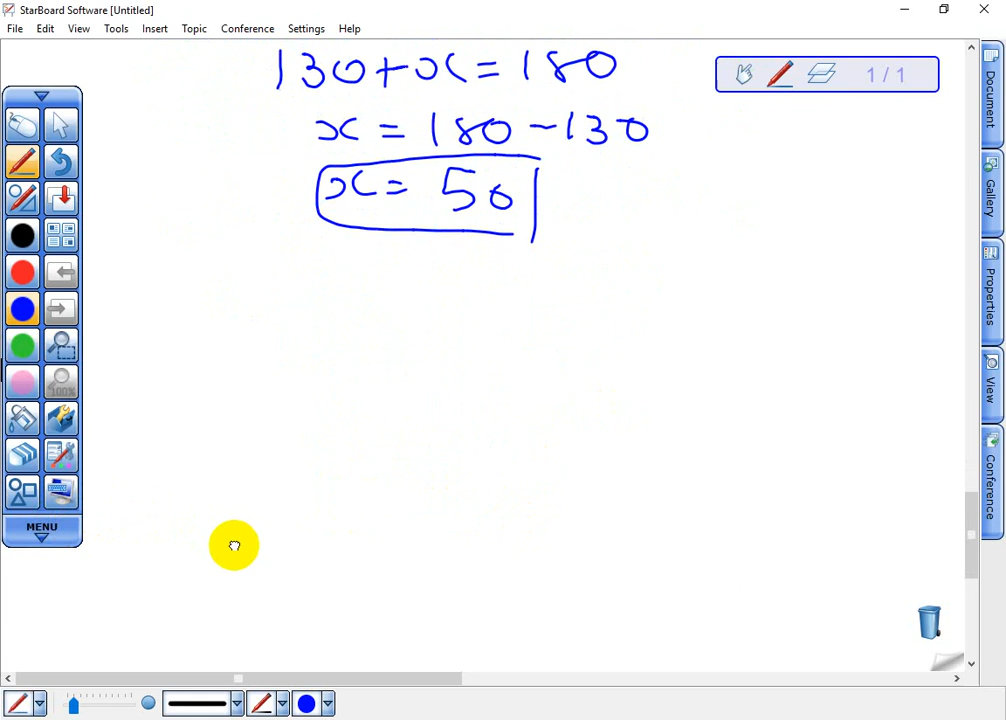 StarBoard Software [Untitled]
File Edit View Tools Insert Topic Conference Settings Help
130+x=180
1 / 1
x = 180-130
x= 50
100%
MENU
Document
Gallery
Properties
View
Conference